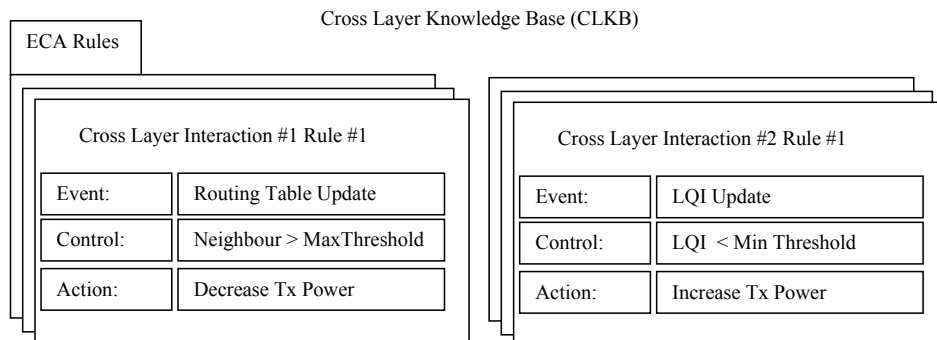 Cross Layer Knowledge Base (CLKB)
ECA Rules
Cross Layer Interaction #1 Rule #1
Event: Routing Table Update
Control: Neighbour > MaxThreshold
Action: Decrease Tx Power
Cross Layer Interaction #2 Rule #1
Event: LQI Update
Control: LQI < Min Threshold
Action: Increase Tx Power